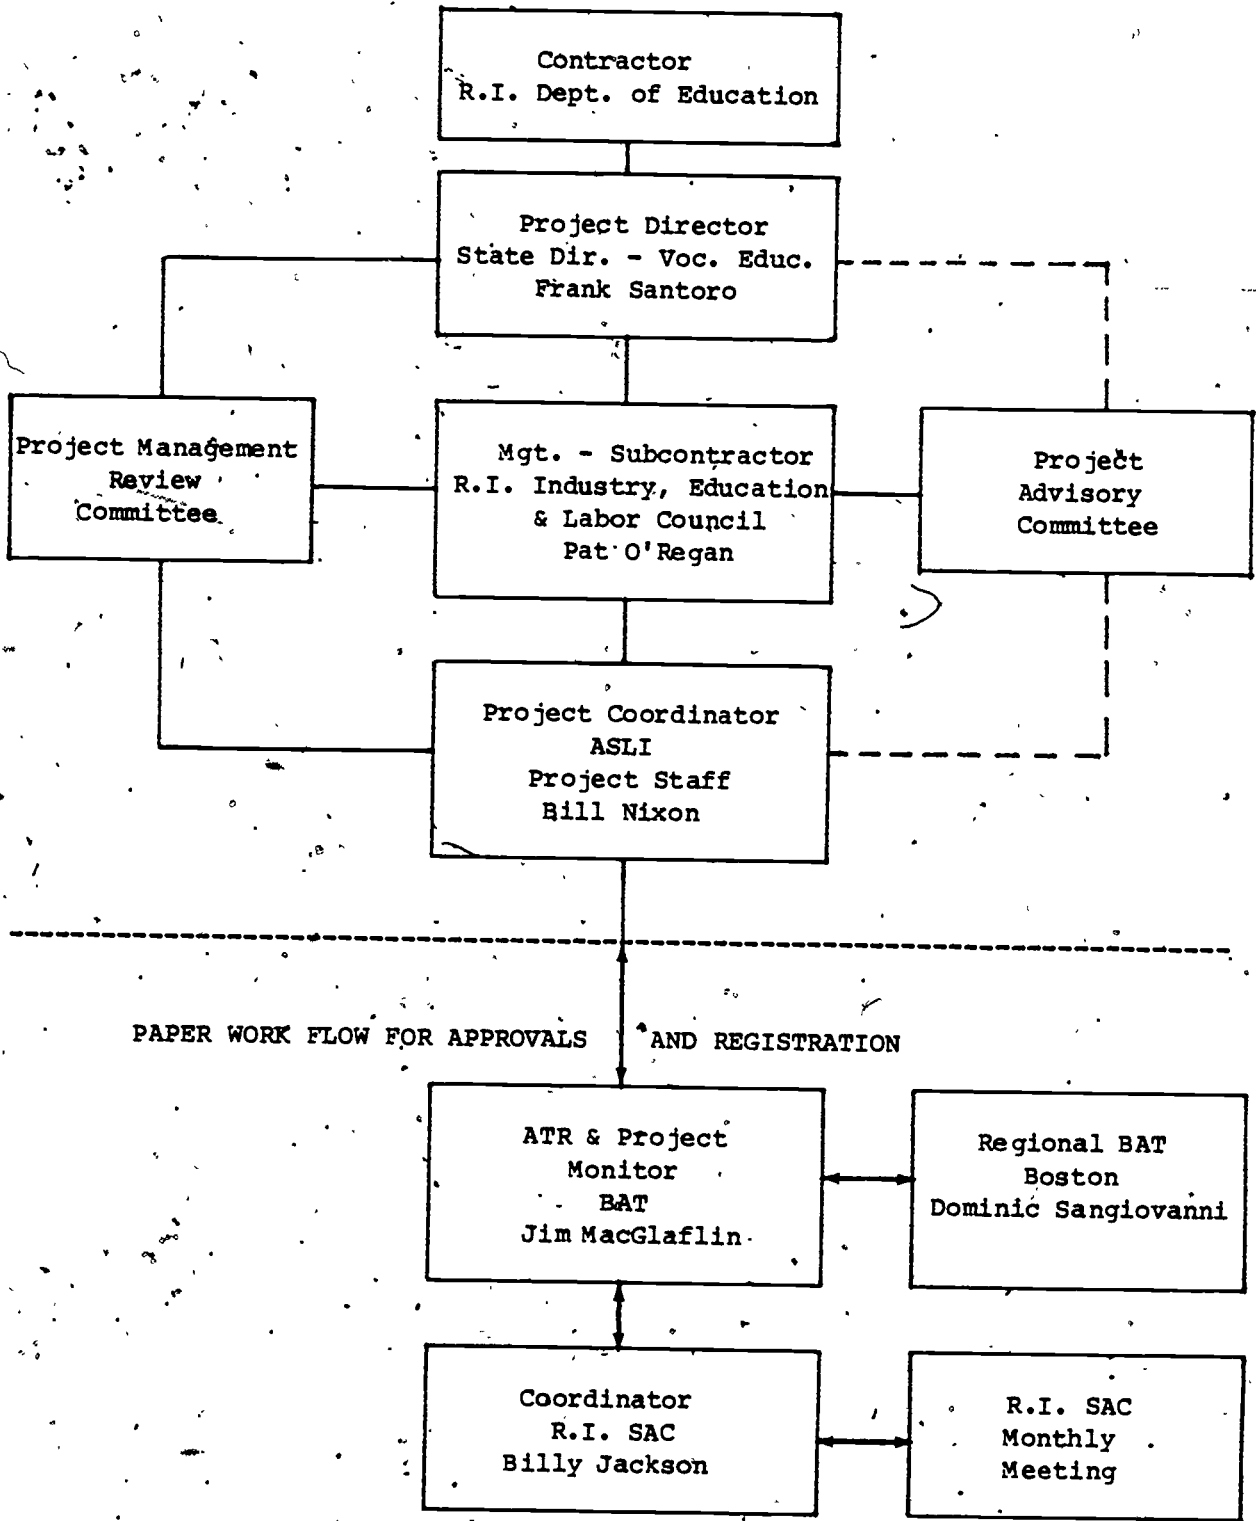 Contractor
R.I. Dept. of Education
Project Director
State Dir. - Voc. Educ.
Frank Santoro
Project Management
Review
Committee
Mgt. - Subcontractor
R.I. Industry, Education
& Labor Council
Pat O'Regan
Project
Advisory
Committee
Project Coordinator
ASLI
Project Staff
Bill Nixon
PAPER WORK FLOW FOR APPROVALS AND REGISTRATION
ATR & Project
Monitor
BAT
Jim MacGlaflin
Regional BAT
Boston
Dominic Sangiovanni
Coordinator
R.I. SAC
Billy Jackson
R.I. SAC
Monthly
Meeting